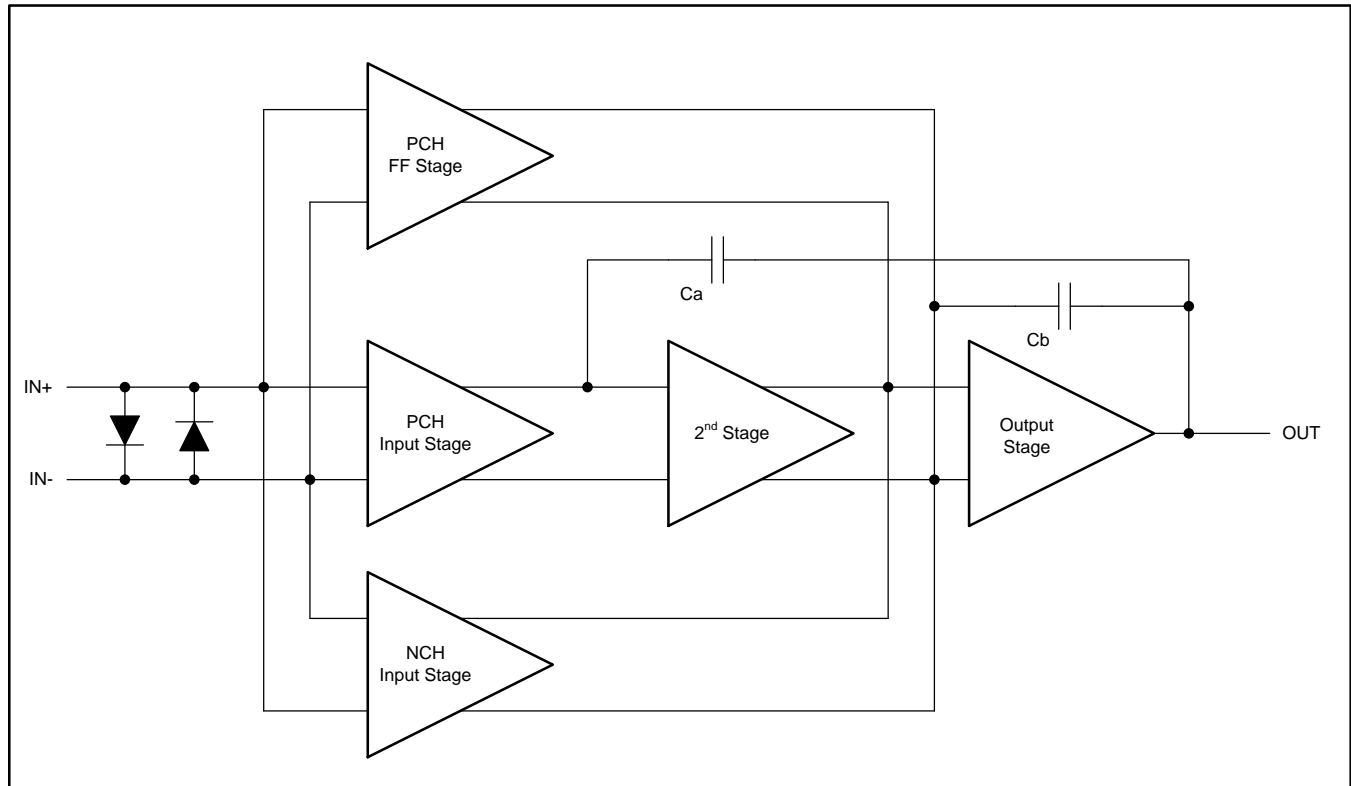 PCH
FF Stage
Ca
Cb
IN+
PCH
Input Stage
2nd Stage
Output
Stage
OUT
IN-
NCH
Input Stage